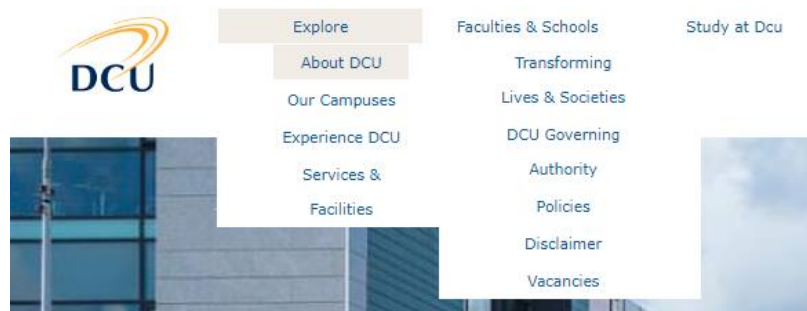 DCU
Explore
Faculties & Schools
Study at Dcu
About DCU
Our Campuses
Experience DCU
Services &
Facilities
Transforming
Lives & Societies
DCU Governing
Authority
Policies
Disclaimer
Vacancies